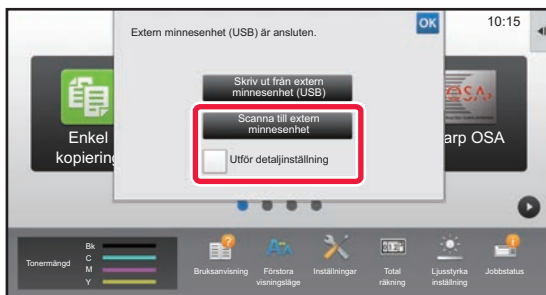 Extern minnesenhet (USB) är ansluten.
OK
10:15
Skriv ut från extern
minnesenhet (USB)
Scanna till extern
minnesenhet
Utför detaljinställning
Enkel
kopiering
arp OSA
Tonermängd
Bk
C
M
Y
Bruksanvisning
Förstora
visningsläge
Inställningar
Total
räkning
Ljusstyrka
inställning
Jobbstatus